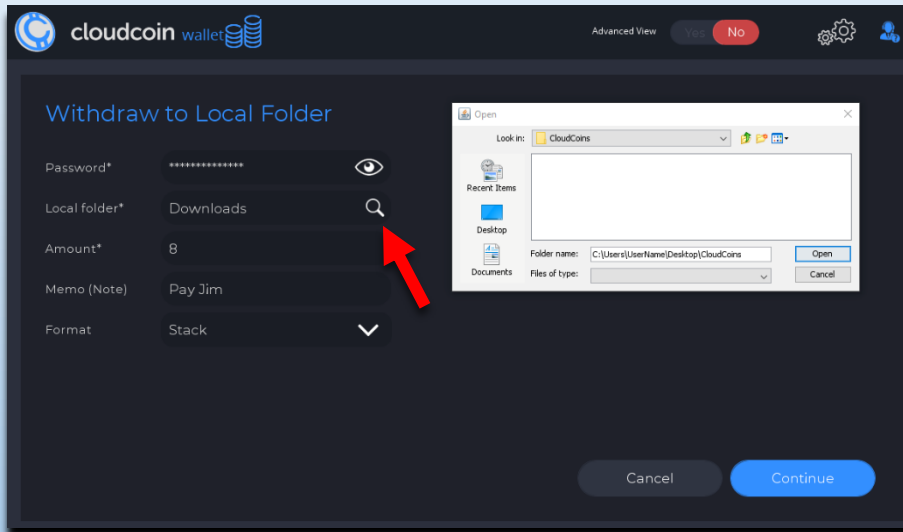 cloudcoin wallet
Advanced View Yes No
Withdraw to Local Folder
Password* **************
Local folder* Downloads
Amount* 8
Memo (Note) Pay Jim
Format Stack
Open
Look in: CloudCoins
Recent Items
Desktop
Documents
Folder name: C:\Users\UserName\Desktop\CloudCoins Open
Files of type: Cancel
Cancel Continue